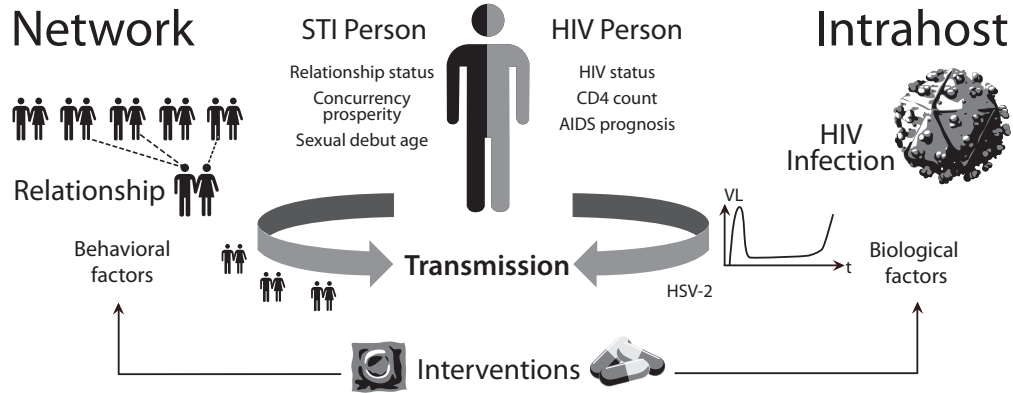 Network
STI Person
HIV Person
Intrahost
Relationship status
Concurrency
prosperity
Sexual debut age
HIV status
CD4 count
AIDS prognosis
HIV
Infection
Relationship
VL
Behavioral
factors
Transmission
t
Biological
factors
HSV-2
Interventions